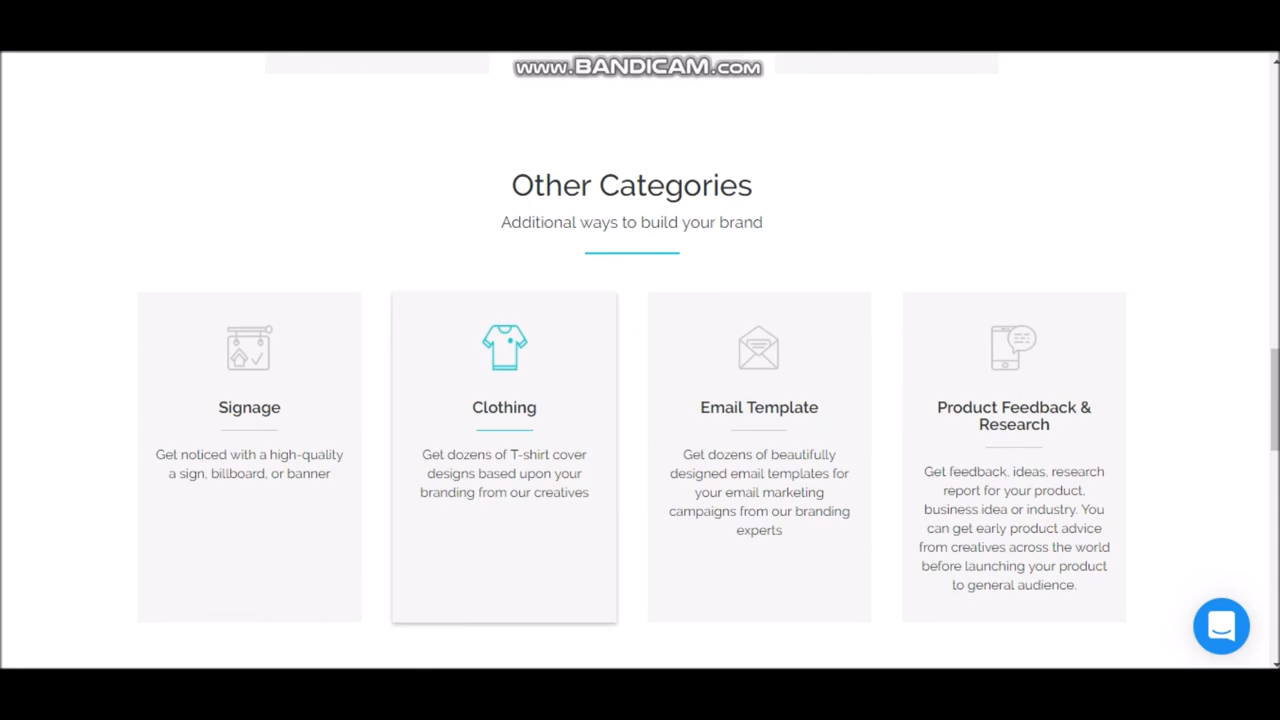 www.BANDICAM.com
Other Categories
Additional ways to build your brand
Signage
Get noticed with a high-quality
a sign, billboard, or banner
Clothing
Get dozens of T-shirt cover
designs based upon your
branding from our creatives
Email Template
Get dozens of beautifully
designed email templates for
your email marketing
campaigns from our branding
experts
Product Feedback &
Research
Get feedback, ideas, research
report for your product,
business idea or industry. You
can get early product advice
from creatives across the world
before launching your product
to general audience.